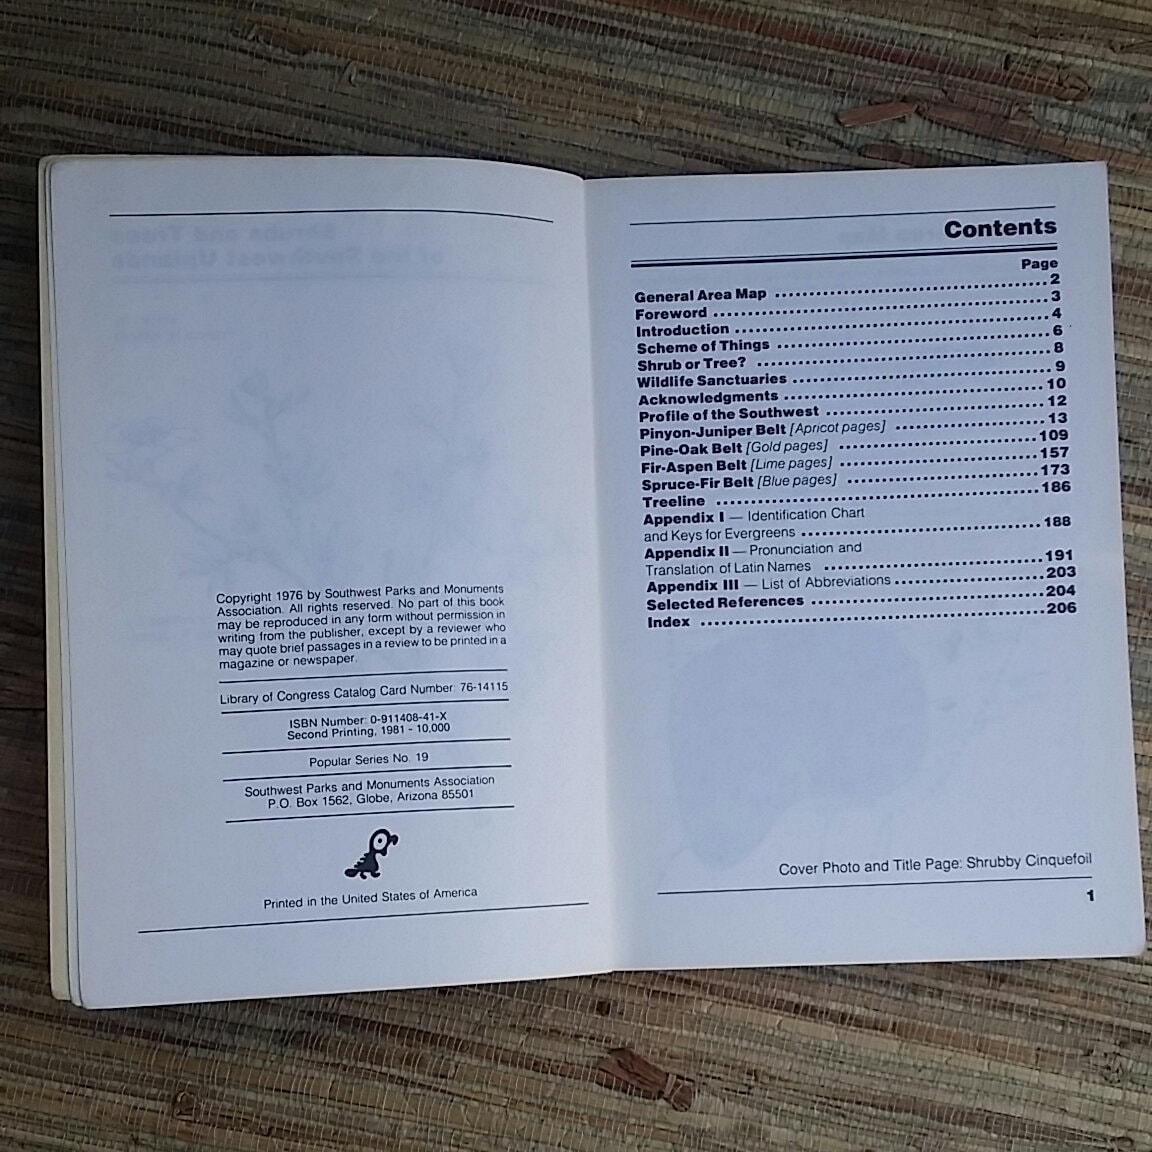 Copyright 1976 by Southwest Parks and Monuments
Association. All rights reserved. No part of this book
may be reproduced in any form without permission in
writing from the publisher, except by a reviewer who
may quote brief passages in a review to be printed in a
magazine or newspaper.
Library of Congress Catalog Card Number: 76-14115
ISBN Number: 0-911408-41-X
Second Printing, 1981 - 10,000
Popular Series No. 19
Southwest Parks and Monuments Association
P.O. Box 1562, Globe, Arizona 85501
Printed in the United States of America
Contents
Page
General Area Map ........ 2
Foreword ........ 3
Introduction ........ 4
Scheme of Things ........ 6
Shrub or Tree? ........ 8
Wildlife Sanctuaries ........ 9
Acknowledgments ........ 10
Profile of the Southwest ........ 12
Pinyon-Juniper Belt [Apricot pages] ........ 13
Pine-Oak Belt [Gold pages] ........ 109
Fir-Aspen Belt [Lime pages] ........ 157
Spruce-Fir Belt [Blue pages] ........ 173
Treeline ........ 186
Appendix I — Identification Chart
and Keys for Evergreens ........ 188
Appendix II — Pronunciation and
Translation of Latin Names ........ 191
Appendix III — List of Abbreviations ........ 203
Selected References ........ 204
Index ........ 206
Cover Photo and Title Page: Shrubby Cinquefoil
1